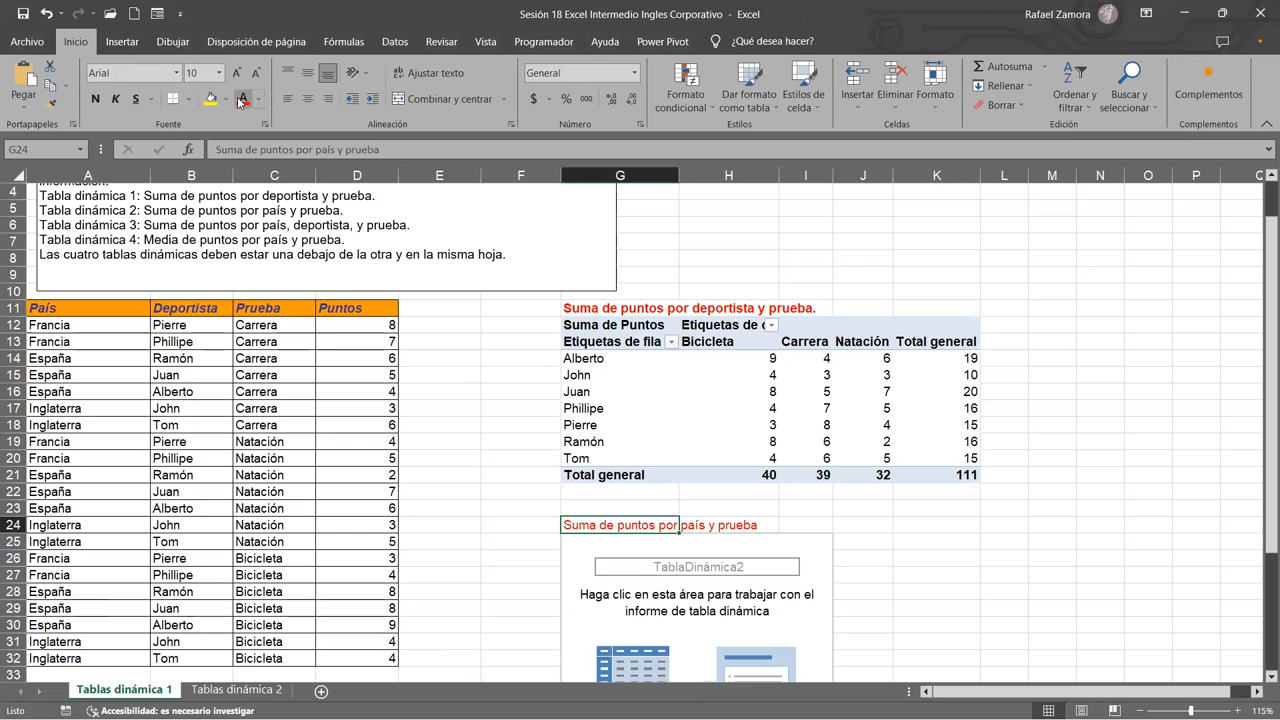 Sesión 18 Excel Intermedio Ingles Corporativo - Excel
Rafael Zamora
Archivo Inicio Insertar Dibujar Disposición de página Fórmulas Datos Revisar Vista Programador Ayuda Power Pivot ¿Qué desea hacer?
Pegar
Arial 10
N K S
Ajustar texto
Combinar y centrar
General
$ % 000
Formato condicional
Dar formato como tabla
Estilos de celda
Insertar Eliminar Formato
Autosuma
Rellenar
Borrar
Ordenar y filtrar
Buscar y seleccionar
Complementos
Portapapeles Fuente Alineación Número Estilos Celdas Edición Complementos
G24 fx Suma de puntos por país y prueba
A B C D E F G H I J K L M N O P
4 Tabla dinámica 1: Suma de puntos por deportista y prueba.
5 Tabla dinámica 2: Suma de puntos por país y prueba.
6 Tabla dinámica 3: Suma de puntos por país, deportista, y prueba.
7 Tabla dinámica 4: Media de puntos por país y prueba.
8 Las cuatro tablas dinámicas deben estar una debajo de la otra y en la misma hoja.
9
10
11 País Deportista Prueba Puntos Suma de puntos por deportista y prueba.
12 Francia Pierre Carrera 8 Suma de Puntos Etiquetas de c
13 Francia Phillipe Carrera 7 Etiquetas de fila Bicicleta Carrera Natación Total general
14 España Ramón Carrera 6 Alberto 9 4 6 19
15 España Juan Carrera 5 John 4 3 3 10
16 España Alberto Carrera 4 Juan 8 5 7 20
17 Inglaterra John Carrera 3 Phillipe 4 7 5 16
18 Inglaterra Tom Carrera 6 Pierre 3 8 4 15
19 Francia Pierre Natación 4 Ramón 8 6 2 16
20 Francia Phillipe Natación 5 Tom 4 6 5 15
21 España Ramón Natación 2 Total general 40 39 32 111
22 España Juan Natación 7
23 España Alberto Natación 6
24 Inglaterra John Natación 3 Suma de puntos por país y prueba
25 Inglaterra Tom Natación 5
26 Francia Pierre Bicicleta 3 TablaDinámica2
27 Francia Phillipe Bicicleta 4 Haga clic en esta área para trabajar con el
28 España Ramón Bicicleta 8 informe de tabla dinámica
29 España Juan Bicicleta 8
30 España Alberto Bicicleta 9
31 Inglaterra John Bicicleta 4
32 Inglaterra Tom Bicicleta 4
33
Tablas dinámica 1 Tablas dinámica 2
Listo Accesibilidad: es necesario investigar 115%